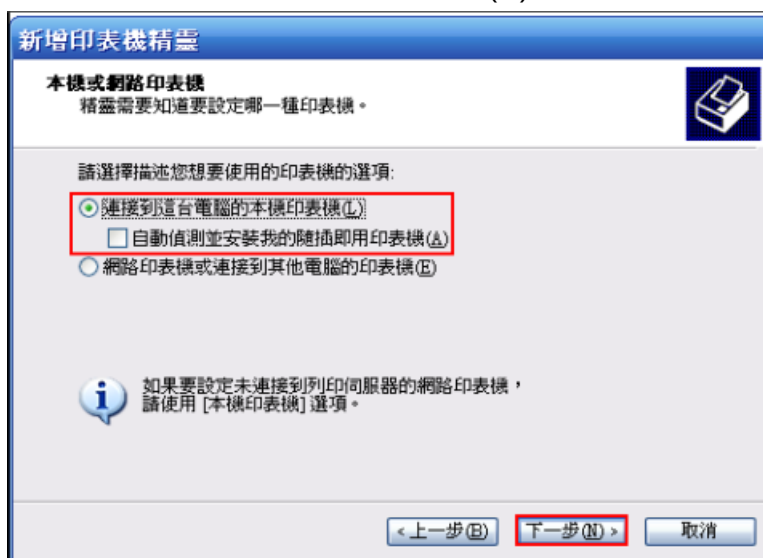 新增印表機精靈
本機或網路印表機
精靈需要知道要設定哪一種印表機。
請選擇描述您想要使用的印表機的選項:
連接到這台電腦的本機印表機(L)
自動偵測並安裝我的隨插即用印表機(A)
網路印表機或連接到其他電腦的印表機(E)
如果要設定未連接到列印伺服器的網路印表機，
請使用 [本機印表機] 選項。
<上一步(B) 下一步(N)> 取消